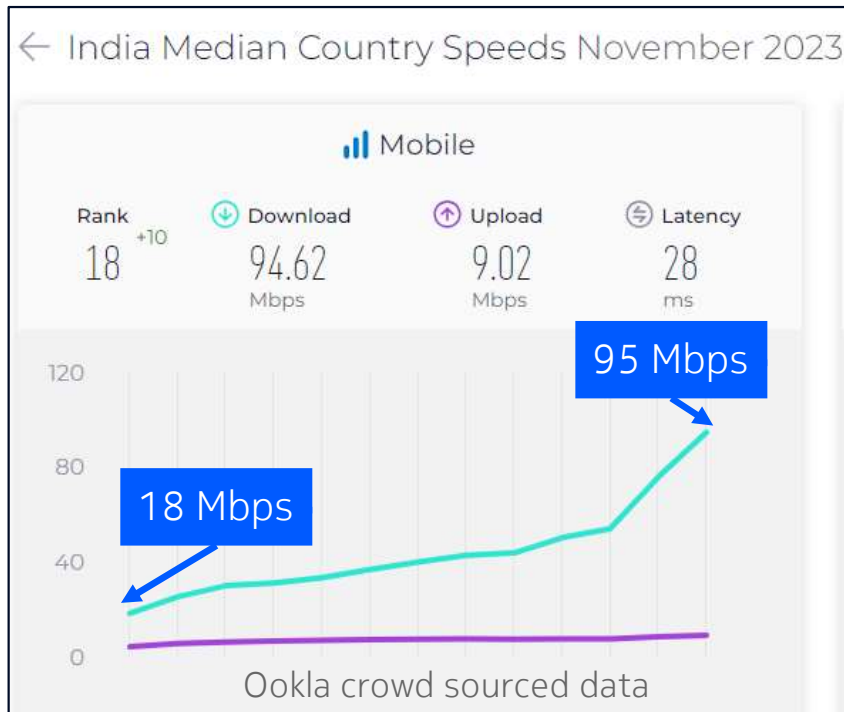 ← India Median Country Speeds November 2023
Mobile
Rank Download Upload Latency
18 +10 94.62 9.02 28
Mbps Mbps ms
95 Mbps
120
80
18 Mbps
40
0
Ookla crowd sourced data